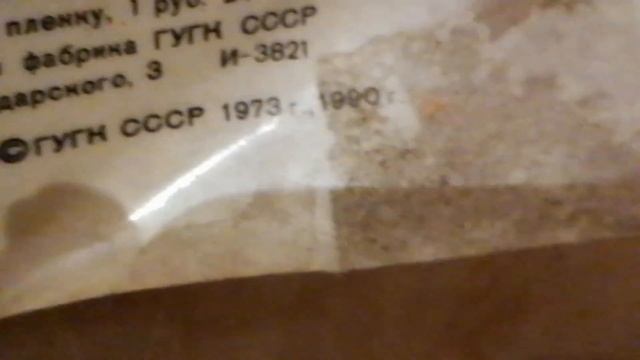 пленку, 1 руб.
фабрика ГУГК СССР
дарского, 3 И-3821
©ГУГК СССР 1973 г., 1990 г.